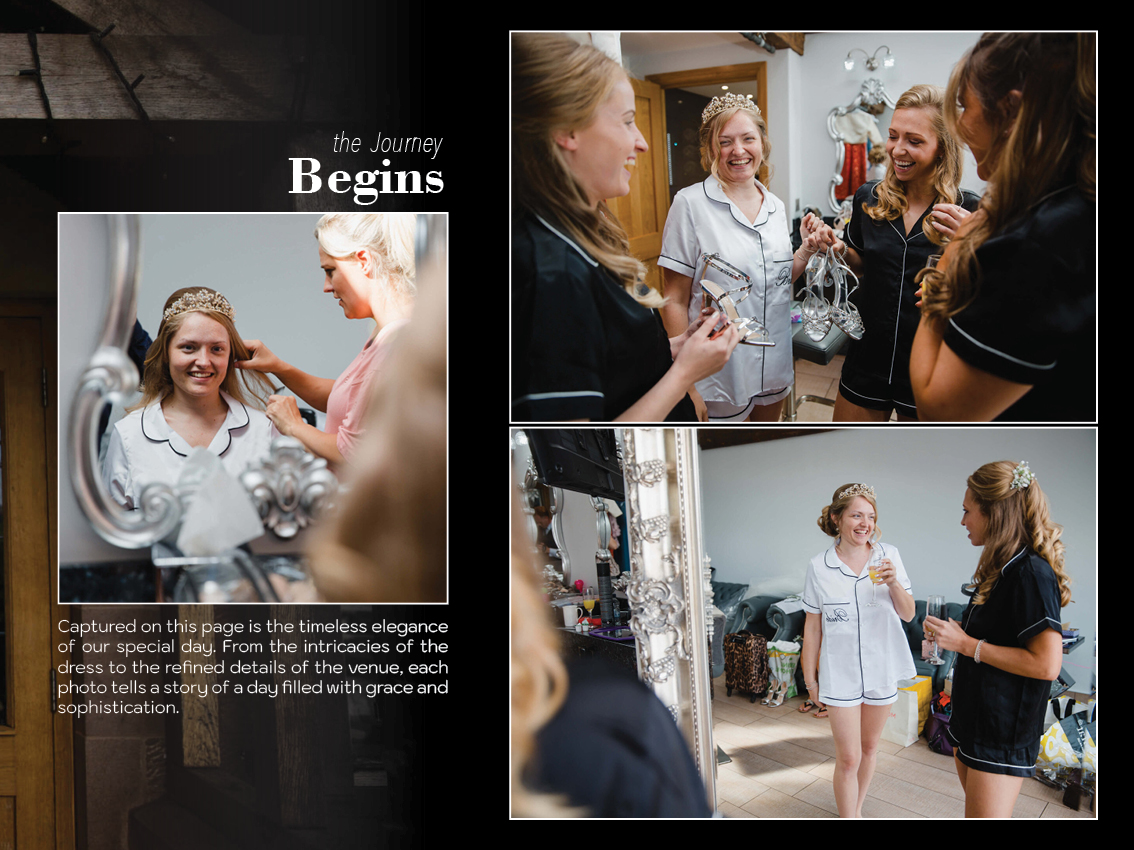 the Journey
Begins
Captured on this page is the timeless elegance
of our special day. From the intricacies of the
dress to the refined details of the venue, each
photo tells a story of a day filled with grace and
sophistication.
Bride